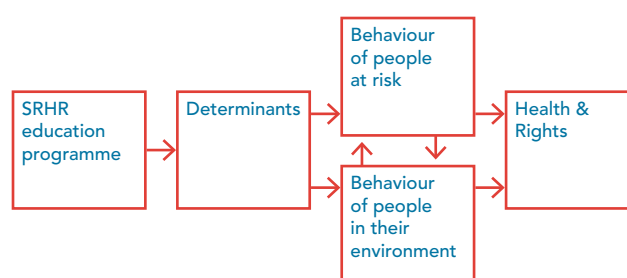 SRHR
education
programme
Determinants
Behaviour
of people
at risk
Behaviour
of people
in their
environment
Health &
Rights